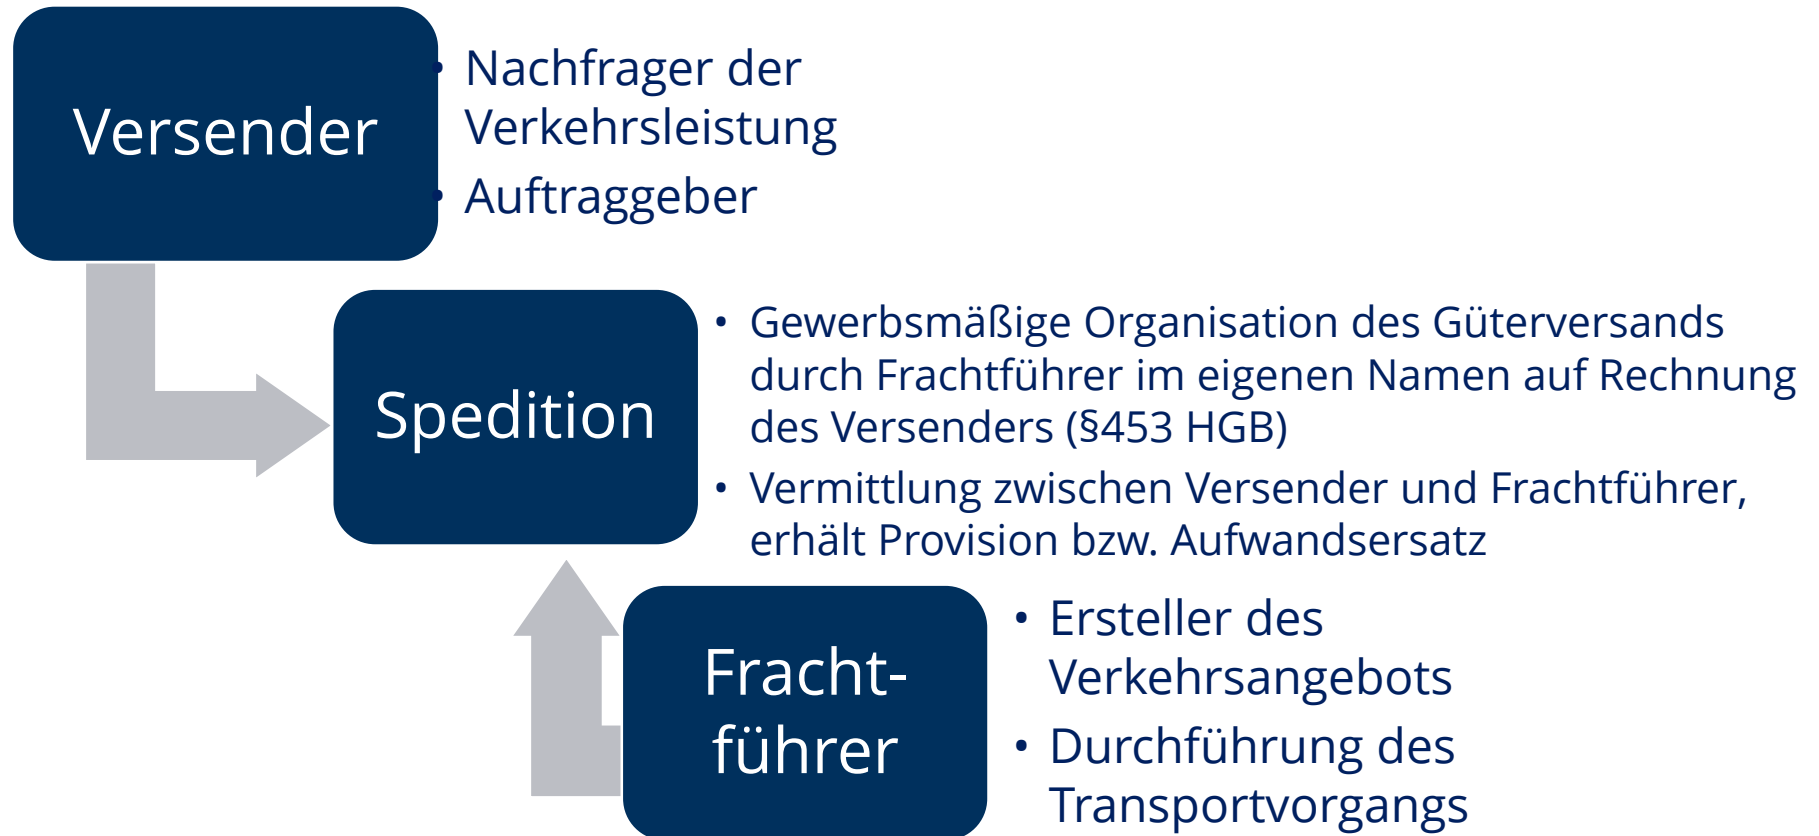 Versender
• Nachfrager der
Verkehrsleistung
• Auftraggeber
Spedition
• Gewerbsmäßige Organisation des Güterversands
durch Frachtführer im eigenen Namen auf Rechnung
des Versenders (§453 HGB)
• Vermittlung zwischen Versender und Frachtführer,
erhält Provision bzw. Aufwandsersatz
Fracht-
führer
• Ersteller des
Verkehrsangebots
• Durchführung des
Transportvorgangs